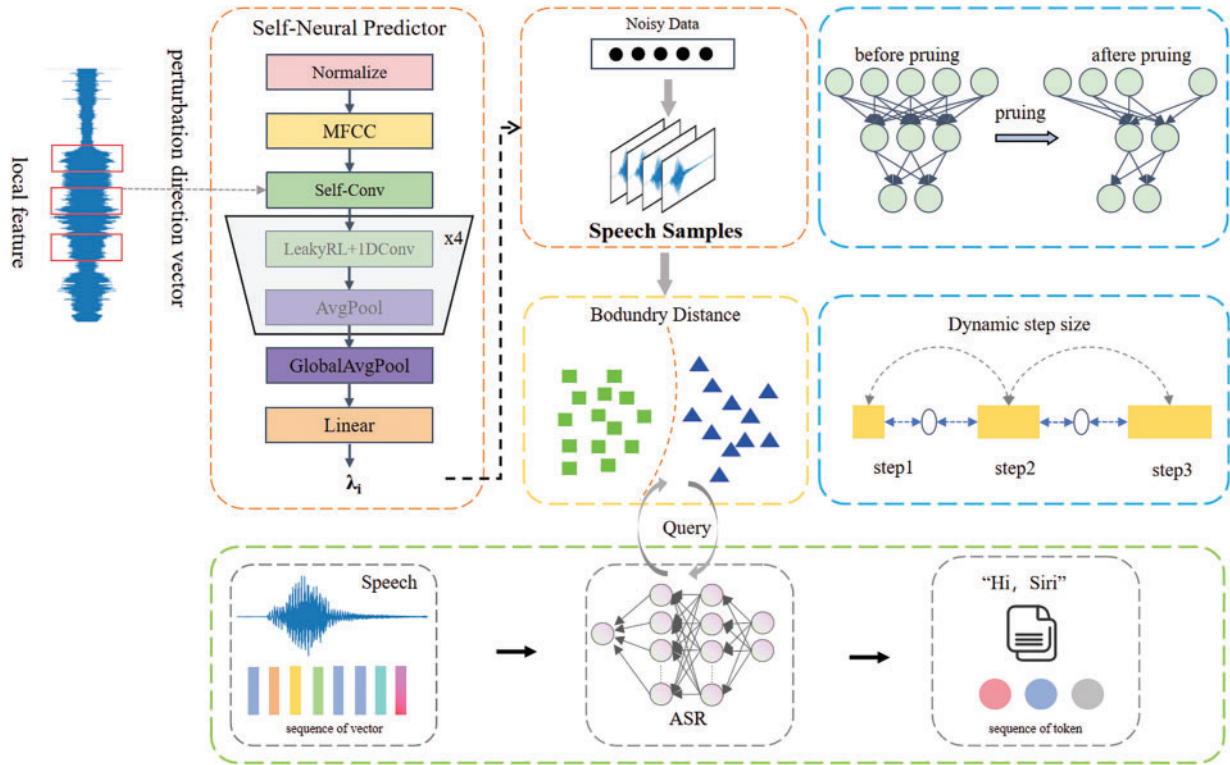 local feature
perturbation direction vector
Self-Neural Predictor
Normalize
MFCC
Self-Conv
x4
LeakyRL+1DConv
AvgPool
GlobalAvgPool
Linear
λi
Noisy Data
Speech Samples
Bodundry Distance
Query
before pruing
aftere pruing
pruing
Dynamic step size
step1
step2
step3
Speech
sequence of vector
ASR
“Hi, Siri”
sequence of token